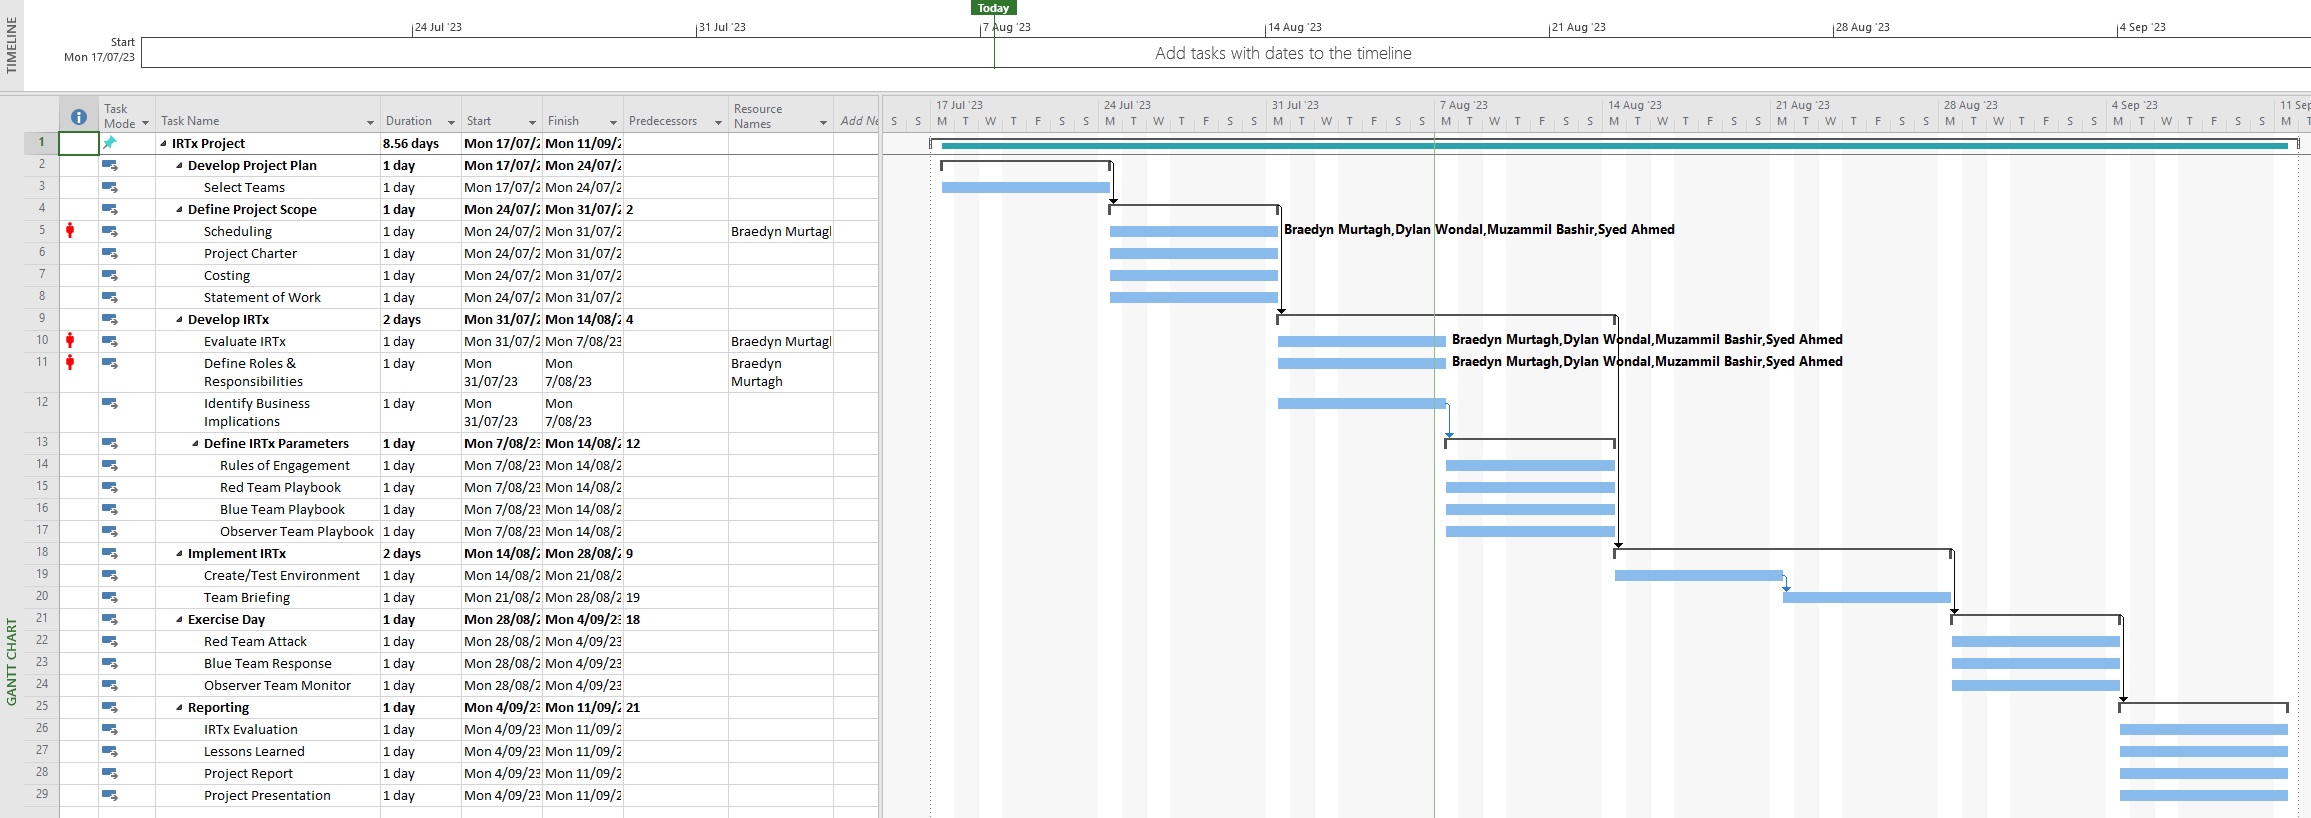 TIMELINE
Today
24 Jul '23 31 Jul '23 7 Aug '23 14 Aug '23 21 Aug '23 28 Aug '23 4 Sep '23
Start
Mon 17/07/23
Add tasks with dates to the timeline
GANTT CHART
Task Mode Task Name Duration Start Finish Predecessors Resource Names Add Ne
17 Jul '23 24 Jul '23 31 Jul '23 7 Aug '23 14 Aug '23 21 Aug '23 28 Aug '23 4 Sep '23 11 Sep
S S M T W T F S S M T W T F S S M T W T F S S M T W T F S S M T W T F S S M T W T F S S M T W T F S S M T W T F S S M T
1 IRTx Project 8.56 days Mon 17/07/2 Mon 11/09/2
2 Develop Project Plan 1 day Mon 17/07/2 Mon 24/07/2
3 Select Teams 1 day Mon 17/07/2 Mon 24/07/2
4 Define Project Scope 1 day Mon 24/07/2 Mon 31/07/2 2
5 Scheduling 1 day Mon 24/07/2 Mon 31/07/2 Braedyn Murtagl Braedyn Murtagh,Dylan Wondal,Muzammil Bashir,Syed Ahmed
6 Project Charter 1 day Mon 24/07/2 Mon 31/07/2
7 Costing 1 day Mon 24/07/2 Mon 31/07/2
8 Statement of Work 1 day Mon 24/07/2 Mon 31/07/2
9 Develop IRTx 2 days Mon 31/07/2 Mon 14/08/2 4
10 Evaluate IRTx 1 day Mon 31/07/2 Mon 7/08/23 Braedyn Murtagl Braedyn Murtagh,Dylan Wondal,Muzammil Bashir,Syed Ahmed
11 Define Roles & Responsibilities 1 day Mon 31/07/23 Mon 7/08/23 Braedyn Murtagh Braedyn Murtagh,Dylan Wondal,Muzammil Bashir,Syed Ahmed
12 Identify Business Implications 1 day Mon 31/07/23 Mon 7/08/23
13 Define IRTx Parameters 1 day Mon 7/08/23 Mon 14/08/2 12
14 Rules of Engagement 1 day Mon 7/08/23 Mon 14/08/2
15 Red Team Playbook 1 day Mon 7/08/23 Mon 14/08/2
16 Blue Team Playbook 1 day Mon 7/08/23 Mon 14/08/2
17 Observer Team Playbook 1 day Mon 7/08/23 Mon 14/08/2
18 Implement IRTx 2 days Mon 14/08/2 Mon 28/08/2 9
19 Create/Test Environment 1 day Mon 14/08/2 Mon 21/08/2
20 Team Briefing 1 day Mon 21/08/2 Mon 28/08/2 19
21 Exercise Day 1 day Mon 28/08/2 Mon 4/09/23 18
22 Red Team Attack 1 day Mon 28/08/2 Mon 4/09/23
23 Blue Team Response 1 day Mon 28/08/2 Mon 4/09/23
24 Observer Team Monitor 1 day Mon 28/08/2 Mon 4/09/23
25 Reporting 1 day Mon 4/09/23 Mon 11/09/2 21
26 IRTx Evaluation 1 day Mon 4/09/23 Mon 11/09/2
27 Lessons Learned 1 day Mon 4/09/23 Mon 11/09/2
28 Project Report 1 day Mon 4/09/23 Mon 11/09/2
29 Project Presentation 1 day Mon 4/09/23 Mon 11/09/2